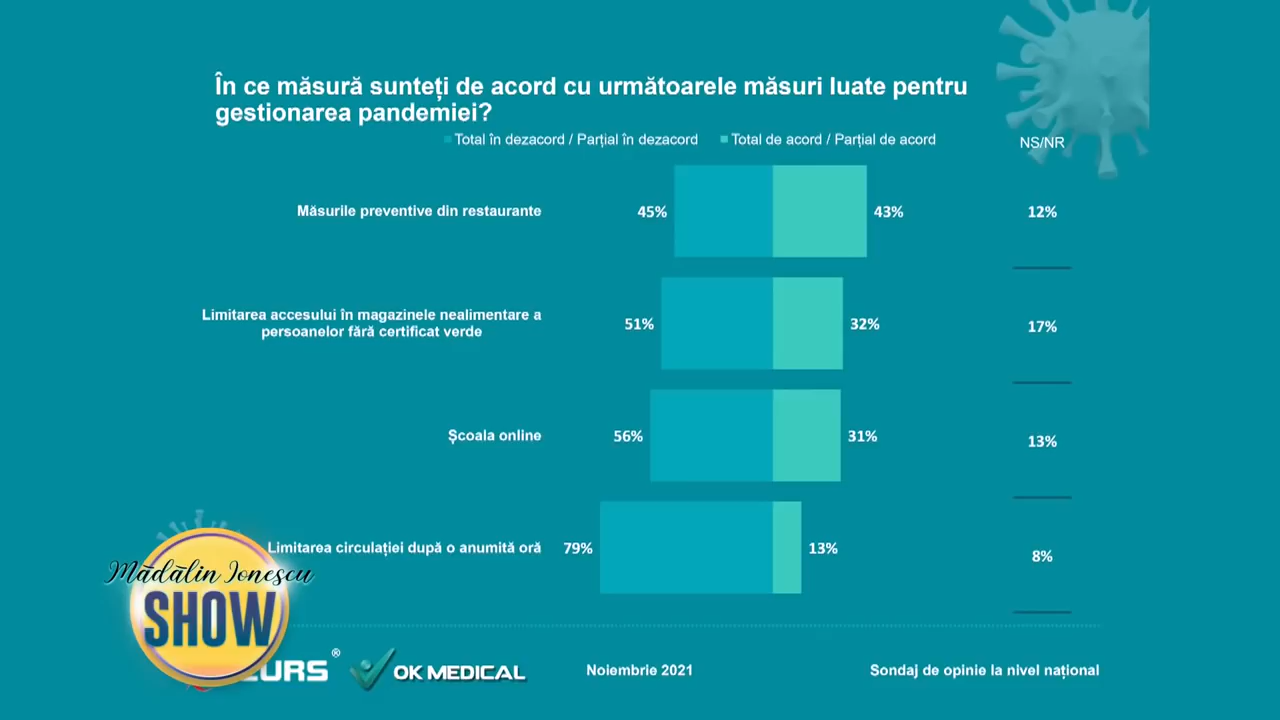 În ce măsură sunteți de acord cu următoarele măsuri luate pentru
gestionarea pandemiei?
Total în dezacord / Parțial în dezacord
Total de acord / Parțial de acord
NS/NR
Măsurile preventive din restaurante
45%
43%
12%
Limitarea accesului în magazinele nealimentare a
persoanelor fără certificat verde
51%
32%
17%
Școala online
56%
31%
13%
Limitarea circulației după o anumită oră
79%
13%
8%
Mădălin Ionescu
SHOW
OK MEDICAL
Noiembrie 2021
Sondaj de opinie la nivel național